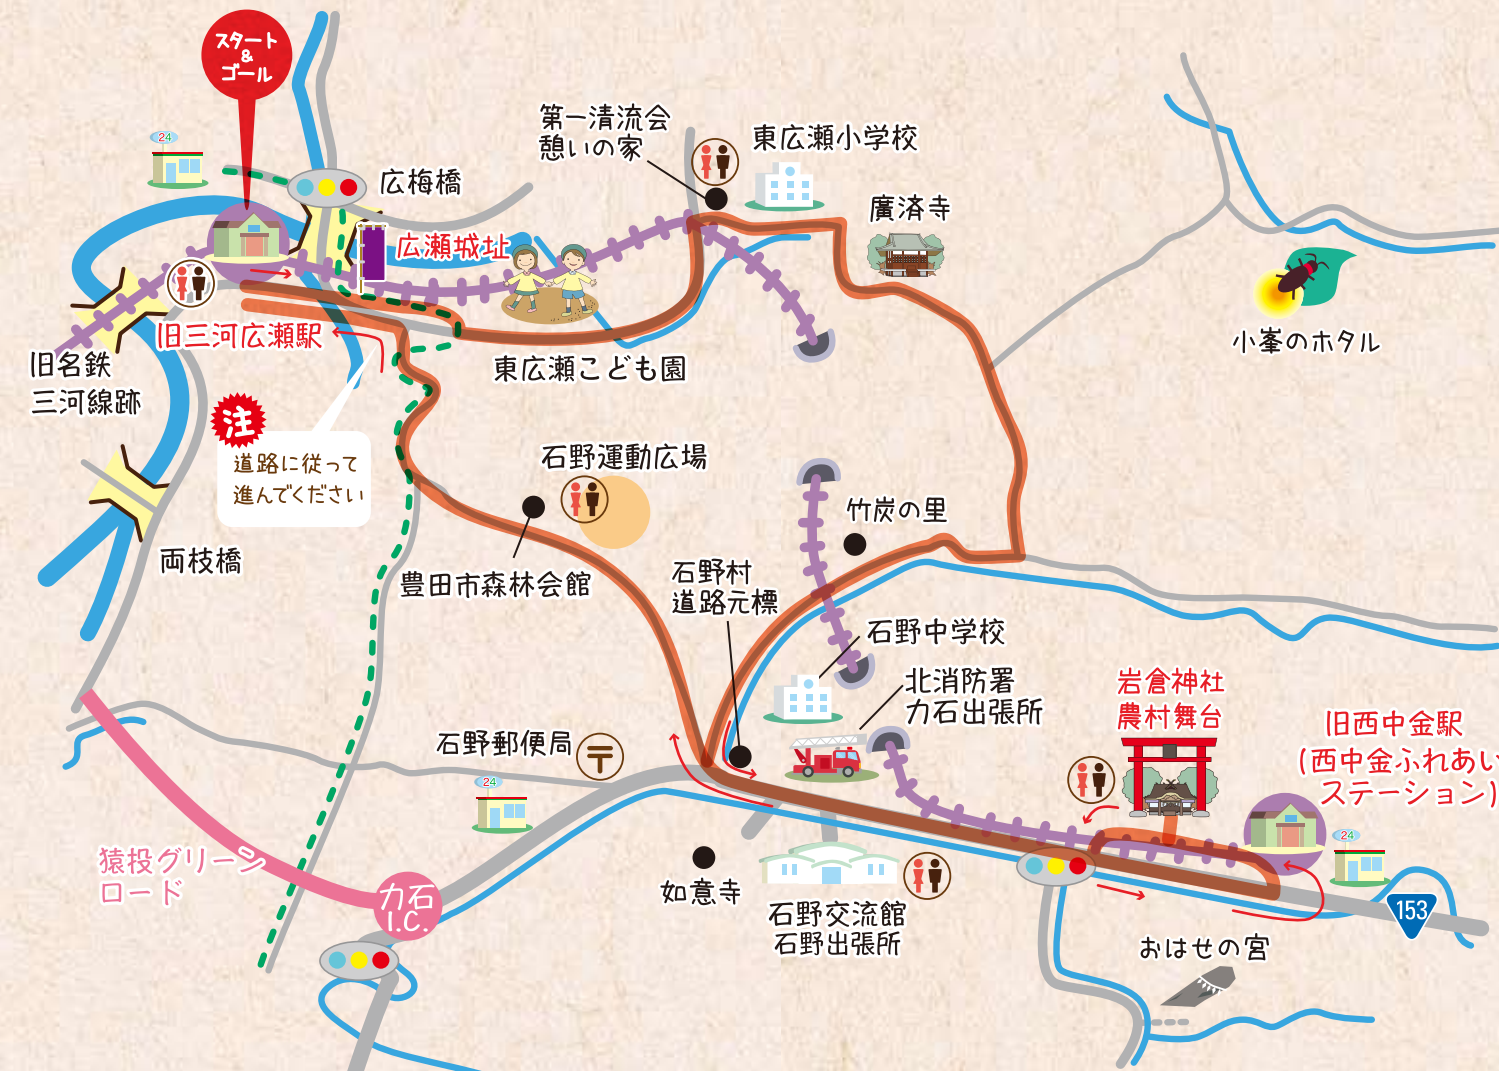 スタート
&
ゴール
24
広梅橋
第一清流会
憩いの家
東広瀬小学校
廣済寺
広瀬城址
旧三河広瀬駅
旧名鉄
三河線跡
東広瀬こども園
小峯のホタル
注
道路に従って
進んでください
石野運動広場
両枝橋
豊田市森林会館
竹炭の里
石野村
道路元標
石野中学校
北消防署
力石出張所
岩倉神社
農村舞台
旧西中金駅
(西中金ふれあい
ステーション)
石野郵便局
〒
24
24
猿投グリーン
ロード
力石
I.C.
如意寺
石野交流館
石野出張所
153
おはせの宮